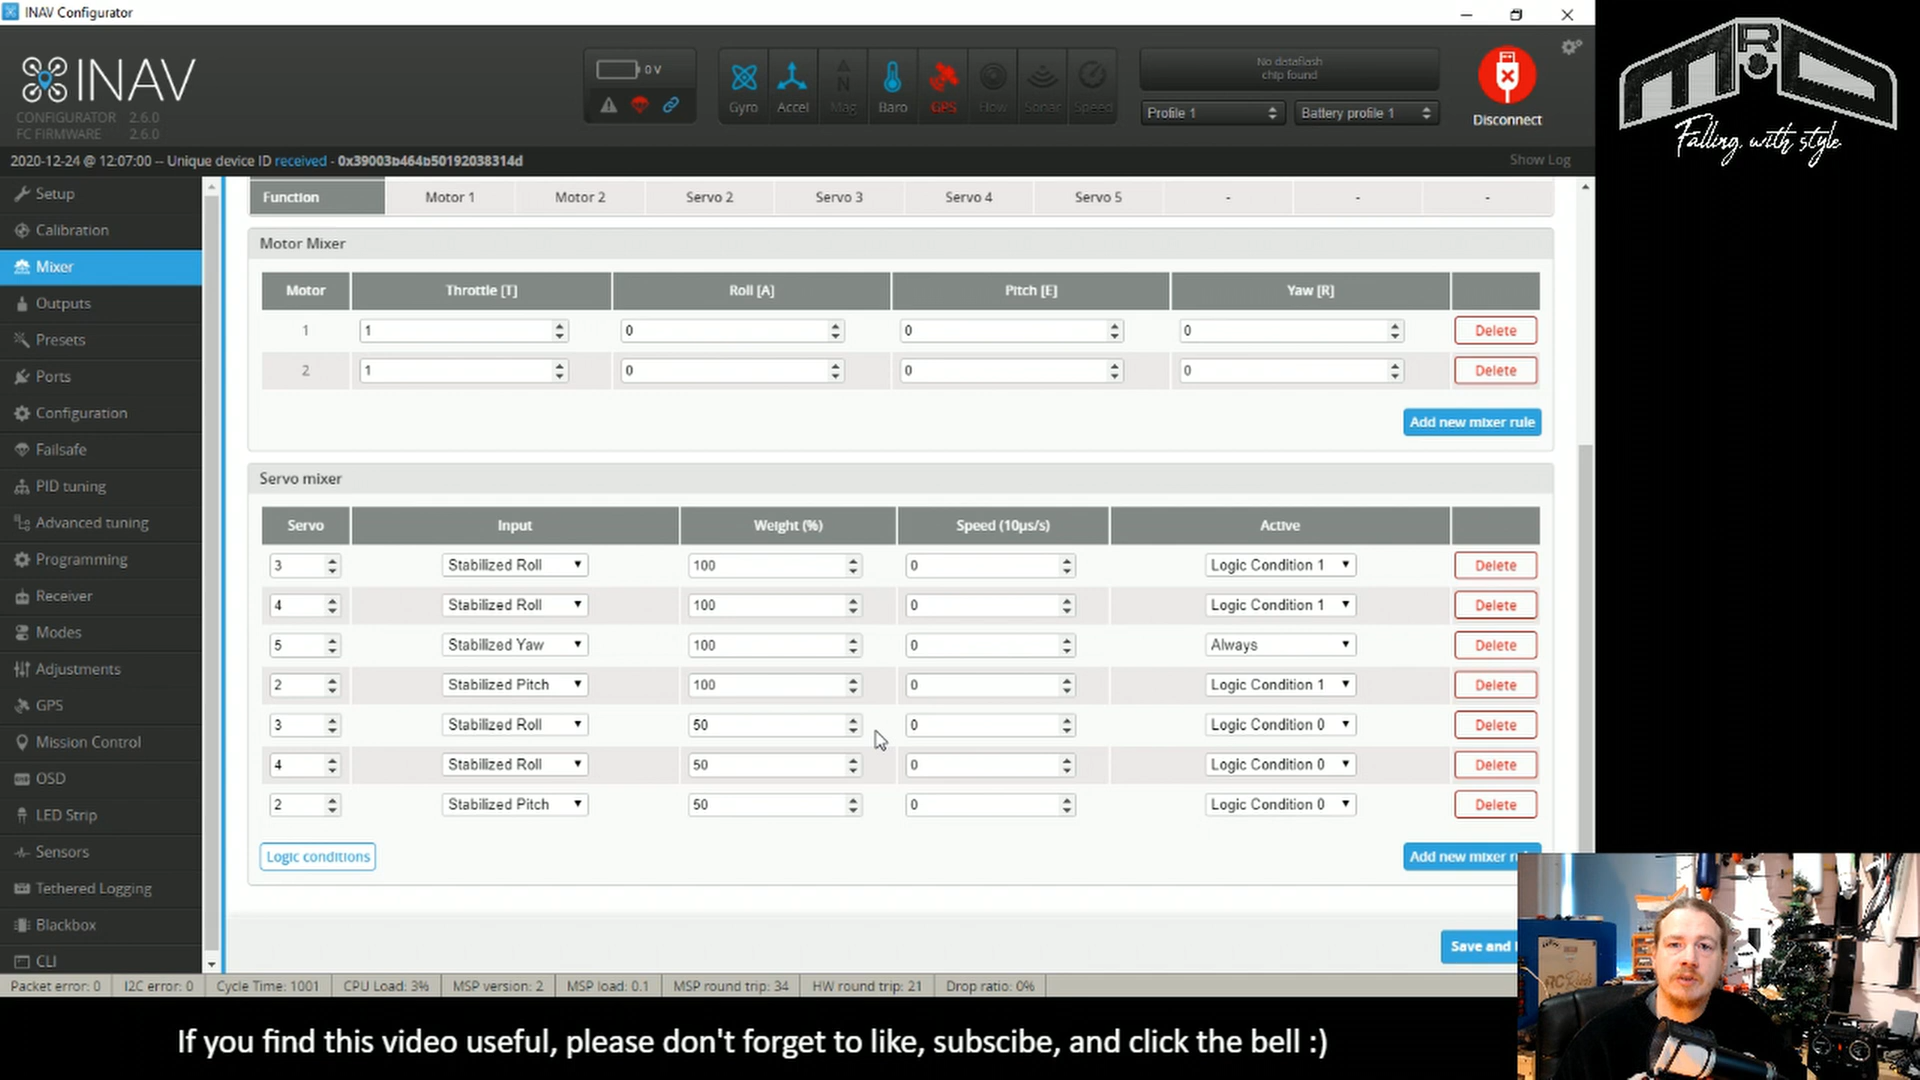 INAV Configurator
INAV
CONFIGURATOR 2.6.0
FC FIRMWARE 2.6.0
0 V
Gyro Accel Mag Baro GPS Flow Sonar Speed
No dataflash
chip found
Profile 1 Battery profile 1
Disconnect
MRD
Falling with style
2020-12-24 @ 12:07:00 -- Unique device ID received - 0x39003b464b50192038314d
Show Log
Setup
Calibration
Mixer
Outputs
Presets
Ports
Configuration
Failsafe
PID tuning
Advanced tuning
Programming
Receiver
Modes
Adjustments
GPS
Mission Control
OSD
LED Strip
Sensors
Tethered Logging
Blackbox
CLI
Function Motor 1 Motor 2 Servo 2 Servo 3 Servo 4 Servo 5 - - -
Motor Mixer
Motor Throttle [T] Roll [A] Pitch [E] Yaw [R]
1 1 0 0 0 Delete
2 1 0 0 0 Delete
Add new mixer rule
Servo mixer
Servo Input Weight (%) Speed (10µs/s) Active
3 Stabilized Roll 100 0 Logic Condition 1 Delete
4 Stabilized Roll 100 0 Logic Condition 1 Delete
5 Stabilized Yaw 100 0 Always Delete
2 Stabilized Pitch 100 0 Logic Condition 1 Delete
3 Stabilized Roll 50 0 Logic Condition 0 Delete
4 Stabilized Roll 50 0 Logic Condition 0 Delete
2 Stabilized Pitch 50 0 Logic Condition 0 Delete
Logic conditions
Add new mixer
Save and
Packet error: 0 I2C error: 0 Cycle Time: 1001 CPU Load: 3% MSP version: 2 MSP load: 0.1 MSP round trip: 34 HW round trip: 21 Drop ratio: 0%
If you find this video useful, please don't forget to like, subscibe, and click the bell :)